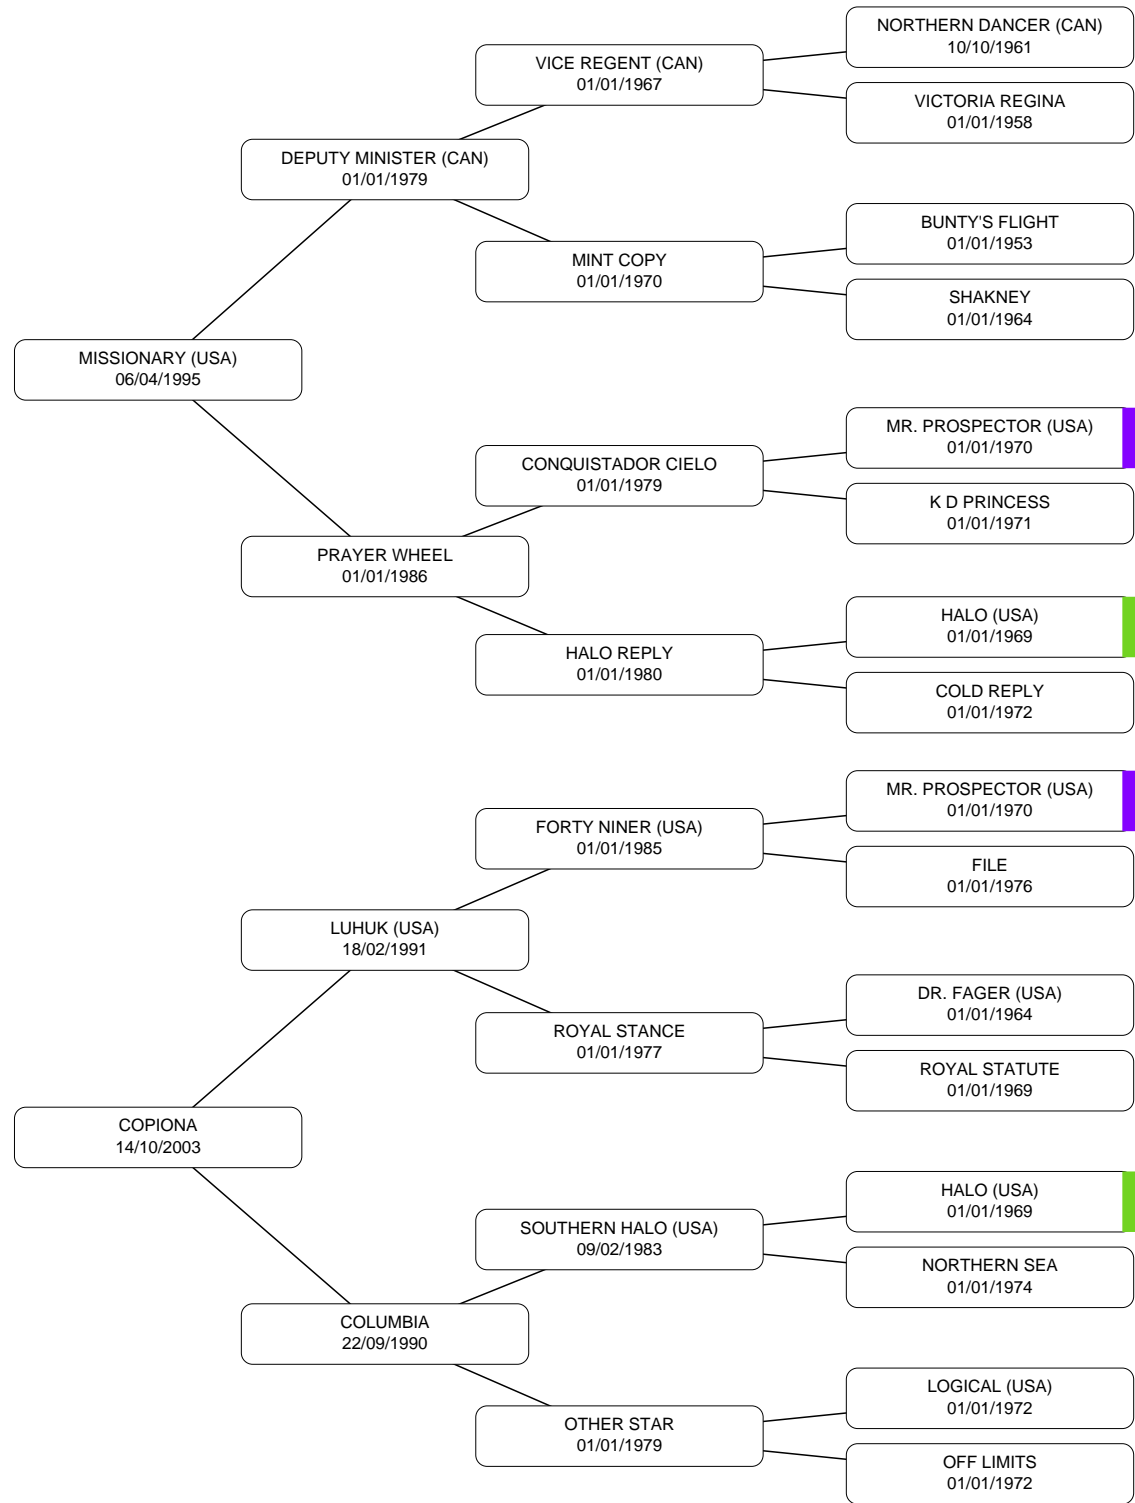 NORTHERN DANCER (CAN)
10/10/1961
VICE REGENT (CAN)
01/01/1967
VICTORIA REGINA
01/01/1958
DEPUTY MINISTER (CAN)
01/01/1979
BUNTY'S FLIGHT
01/01/1953
MINT COPY
01/01/1970
SHAKNEY
01/01/1964
MISSIONARY (USA)
06/04/1995
MR. PROSPECTOR (USA)
01/01/1970
CONQUISTADOR CIELO
01/01/1979
K D PRINCESS
01/01/1971
PRAYER WHEEL
01/01/1986
HALO (USA)
01/01/1969
HALO REPLY
01/01/1980
COLD REPLY
01/01/1972
MR. PROSPECTOR (USA)
01/01/1970
FORTY NINER (USA)
01/01/1985
FILE
01/01/1976
LUHUK (USA)
18/02/1991
DR. FAGER (USA)
01/01/1964
ROYAL STANCE
01/01/1977
ROYAL STATUTE
01/01/1969
COPIONA
14/10/2003
HALO (USA)
01/01/1969
SOUTHERN HALO (USA)
09/02/1983
NORTHERN SEA
01/01/1974
COLUMBIA
22/09/1990
LOGICAL (USA)
01/01/1972
OTHER STAR
01/01/1979
OFF LIMITS
01/01/1972